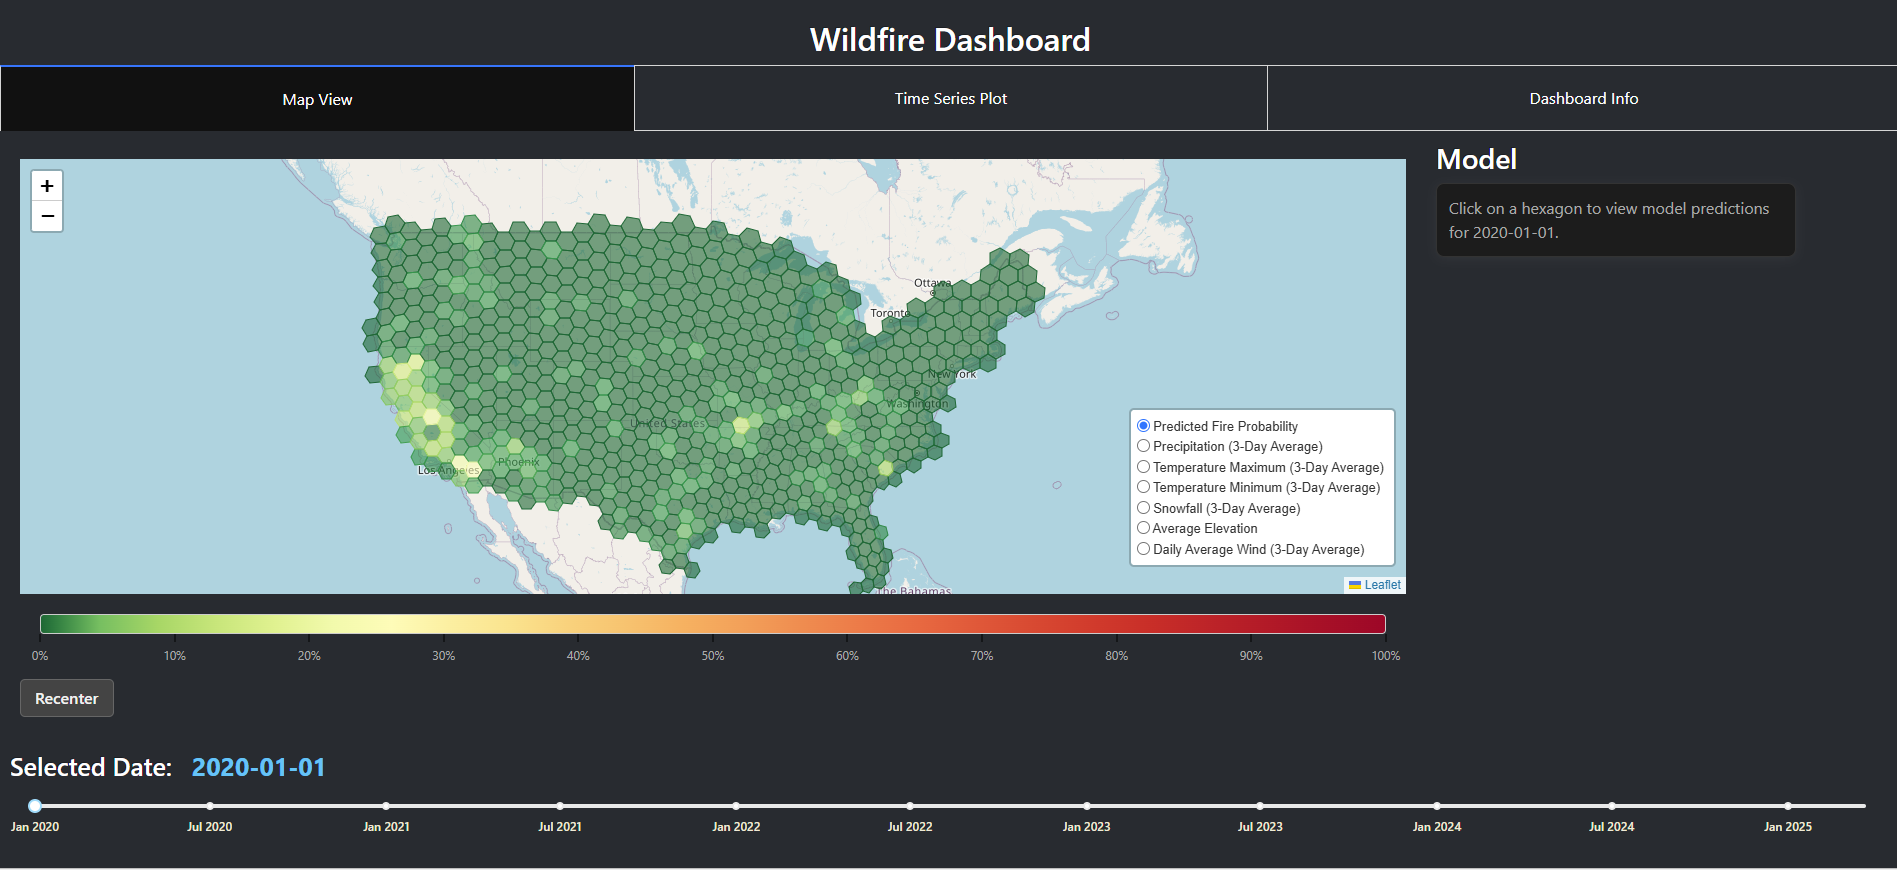 Wildfire Dashboard
Map View
Time Series Plot
Dashboard Info
+
−
Ottawa
Toronto
New York
Washington
United States
Phoenix
Los Angeles
The Bahamas
Predicted Fire Probability
Precipitation (3-Day Average)
Temperature Maximum (3-Day Average)
Temperature Minimum (3-Day Average)
Snowfall (3-Day Average)
Average Elevation
Daily Average Wind (3-Day Average)
Leaflet
Model
Click on a hexagon to view model predictions
for 2020-01-01.
0% 10% 20% 30% 40% 50% 60% 70% 80% 90% 100%
Recenter
Selected Date: 2020-01-01
Jan 2020 Jul 2020 Jan 2021 Jul 2021 Jan 2022 Jul 2022 Jan 2023 Jul 2023 Jan 2024 Jul 2024 Jan 2025